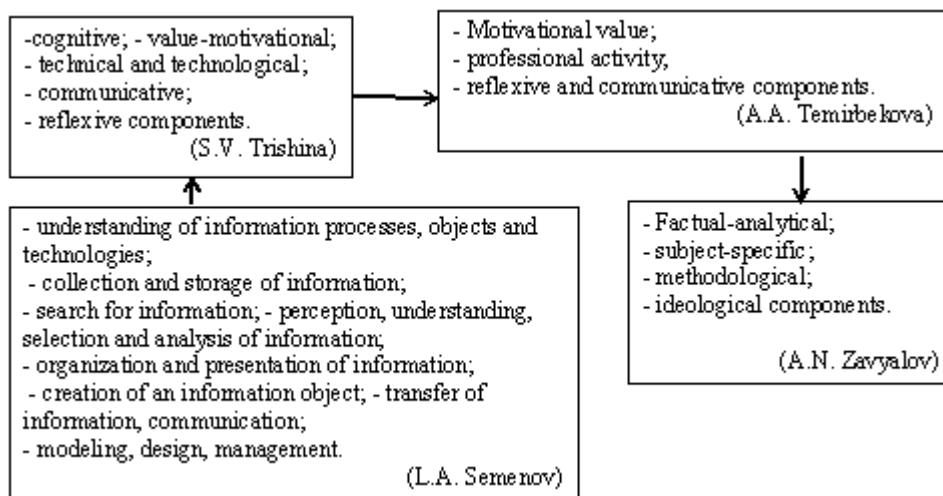 -cognitive; - value-motivational;
- technical and technological;
- communicative;
- reflexive components.
(S.V. Trishina)
- Motivational value;
- professional activity,
- reflexive and communicative components.
(A.A. Temirbekova)
- understanding of information processes, objects and
technologies;
- collection and storage of information;
- search for information; - perception, understanding,
selection and analysis of information;
- organization and presentation of information;
- creation of an information object; - transfer of
information, communication;
- modeling, design, management.
(L.A. Semenov)
- Factual-analytical;
- subject-specific;
- methodological;
- ideological components.
(A.N. Zavyalov)